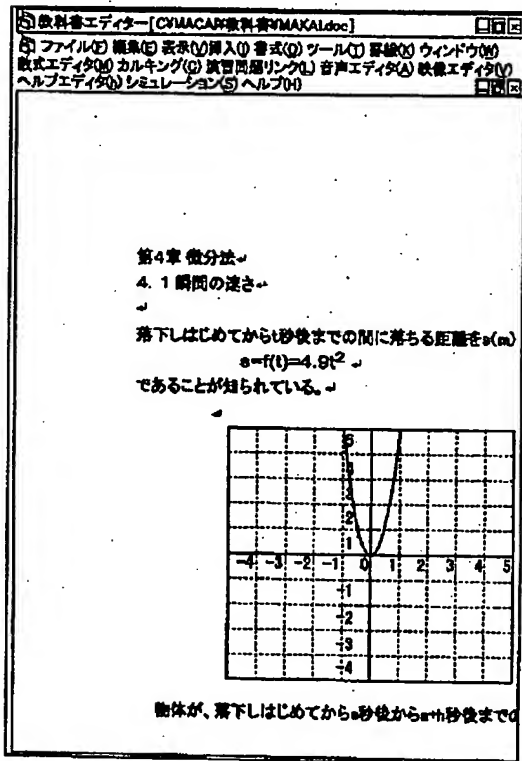 教科書エディター[C¥MACAP¥教科書¥MAKAI.doc]
ファイル(F) 編集(E) 表示(V) 挿入(I) 書式(O) ツール(T) 罫線(X) ウィンドウ(W)
数式エディタ(M) カルキング(C) 演習問題リンク(L) 音声エディタ(A) 映像エディタ(V)
ヘルプエディタ(h) シミュレーション(S) ヘルプ(H)
第4章 微分法↵
4. 1 瞬間の速さ↵
↵
落下しはじめてからt秒後までの間に落ちる距離をs(m)
s=f(t)=4.9t²↵
であることが知られている。↵
↵
5
4
3
2
1
-4 -3 -2 -1 0 1 2 3 4 5
-1
-2
-3
-4
物体が、落下しはじめてからa秒後からa+h秒後までの